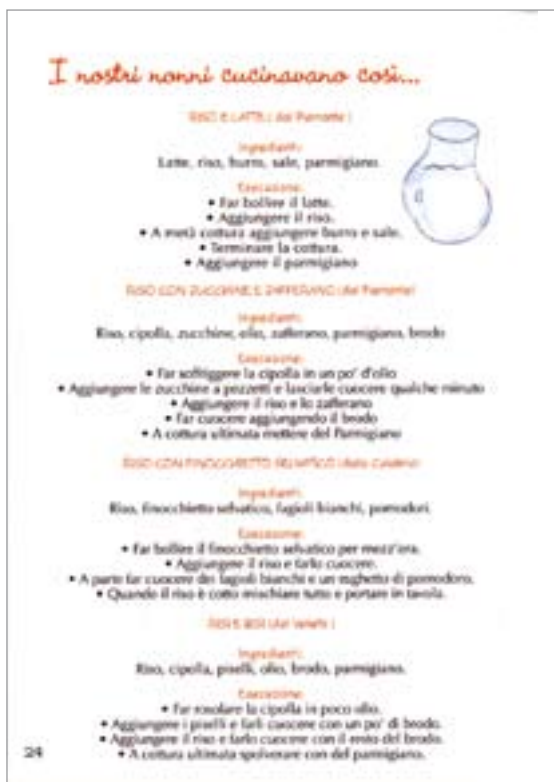 I nostri nonni cucinavano così...
RISO E LATTE ( dal Piemonte )
Ingredienti:
Latte, riso, burro, sale, parmigiano.
Esecuzione:
• Far bollire il latte.
• Aggiungere il riso.
• A metà cottura aggiungere burro e sale.
• Terminare la cottura.
• Aggiungere il parmigiano
RISO CON ZUCCHINE E ZAFFERANO (dal Piemonte)
Ingredienti:
Riso, cipolla, zucchine, olio, zafferano, parmigiano, brodo
Esecuzione:
• Far soffriggere la cipolla in un po' d'olio
• Aggiungere le zucchine a pezzetti e lasciarle cuocere qualche minuto
• Aggiungere il riso e lo zafferano
• Far cuocere aggiungendo il brodo
• A cottura ultimata mettere del Parmigiano
RISO CON FINOCCHIETTO SELVATICO (dalla Calabria)
Ingredienti:
Riso, finocchietto selvatico, fagioli bianchi, pomodori.
Esecuzione:
• Far bollire il finocchietto selvatico per mezz'ora.
• Aggiungere il riso e farlo cuocere.
• A parte far cuocere dei fagioli bianchi e un sughetto di pomodoro.
• Quando il riso è cotto mischiare tutto e portare in tavola.
RISI E BISI (dal Veneto )
Ingredienti:
Riso, cipolla, piselli, olio, brodo, parmigiano.
Esecuzione:
• Far rosolare la cipolla in poco olio.
• Aggiungere i piselli e farli cuocere con un po' di brodo.
• Aggiungere il riso e farlo cuocere con il resto del brodo.
• A cottura ultimata spolverare con del parmigiano.
24